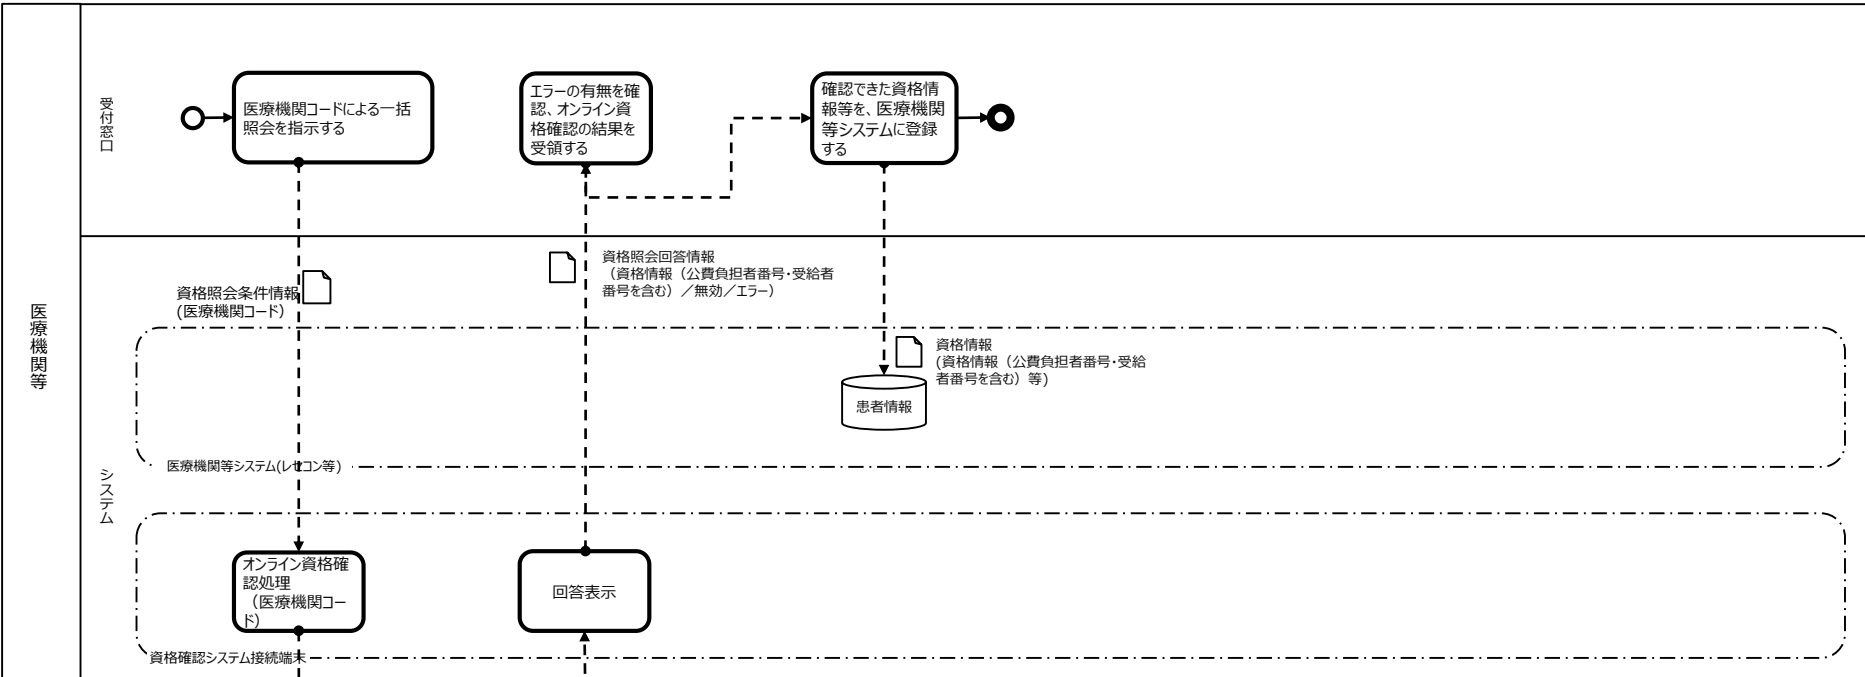 医療機関等
受付窓口
医療機関コードによる一括
照会を指示する
エラーの有無を確
認、オンライン資
格確認の結果を
受領する
確認できた資格情
報等を、医療機関
等システムに登録
する
システム
資格照会条件情報
(医療機関コード)
資格照会回答情報
（資格情報（公費負担者番号・受給者
番号を含む）／無効／エラー）
資格情報
(資格情報（公費負担者番号・受給
者番号を含む）等)
患者情報
医療機関等システム(レセコン等)
オンライン資格確
認処理
（医療機関コー
ド）
回答表示
資格確認システム接続端末